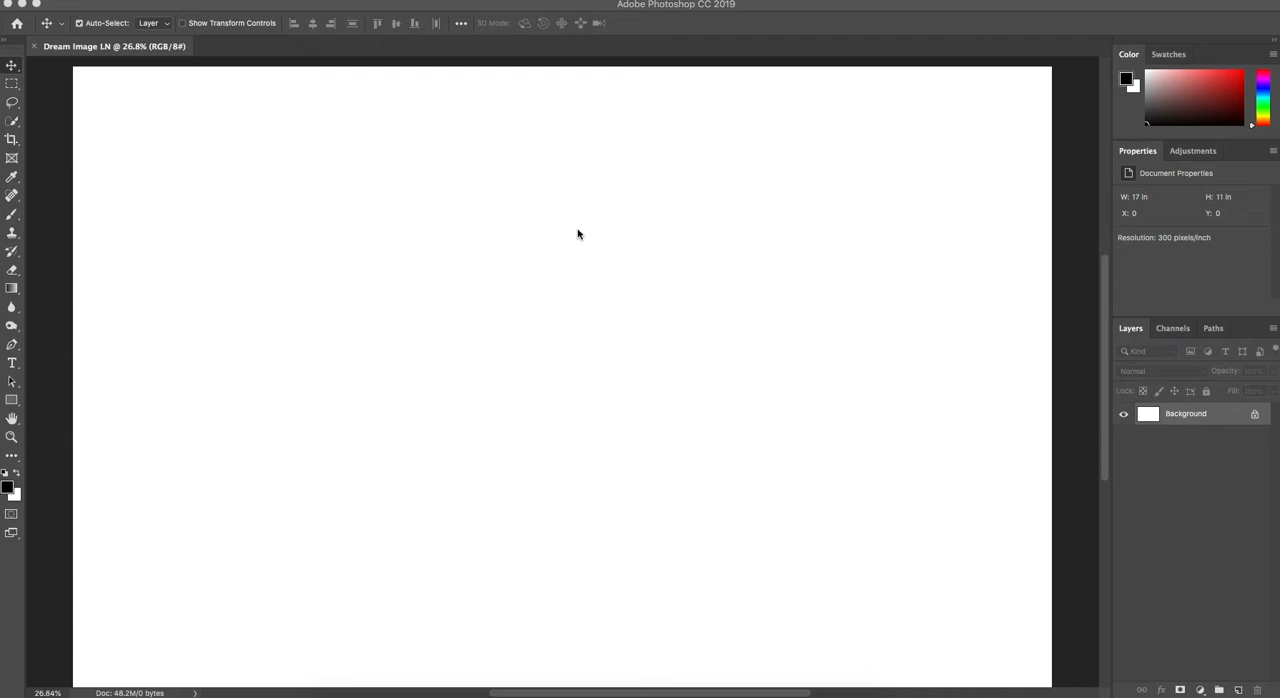 Adobe Photoshop CC 2019
Auto-Select: Layer Show Transform Controls 3D Mode:
Dream Image LN @ 26.8% (RGB/8#)
Color Swatches
Properties Adjustments
Document Properties
W: 17 in H: 11 in
X: 0 Y: 0
Resolution: 300 pixels/inch
Layers Channels Paths
Kind
Normal Opacity: 100%
Lock: Fill: 100%
Background
T
26.84% Doc: 48.2M/0 bytes